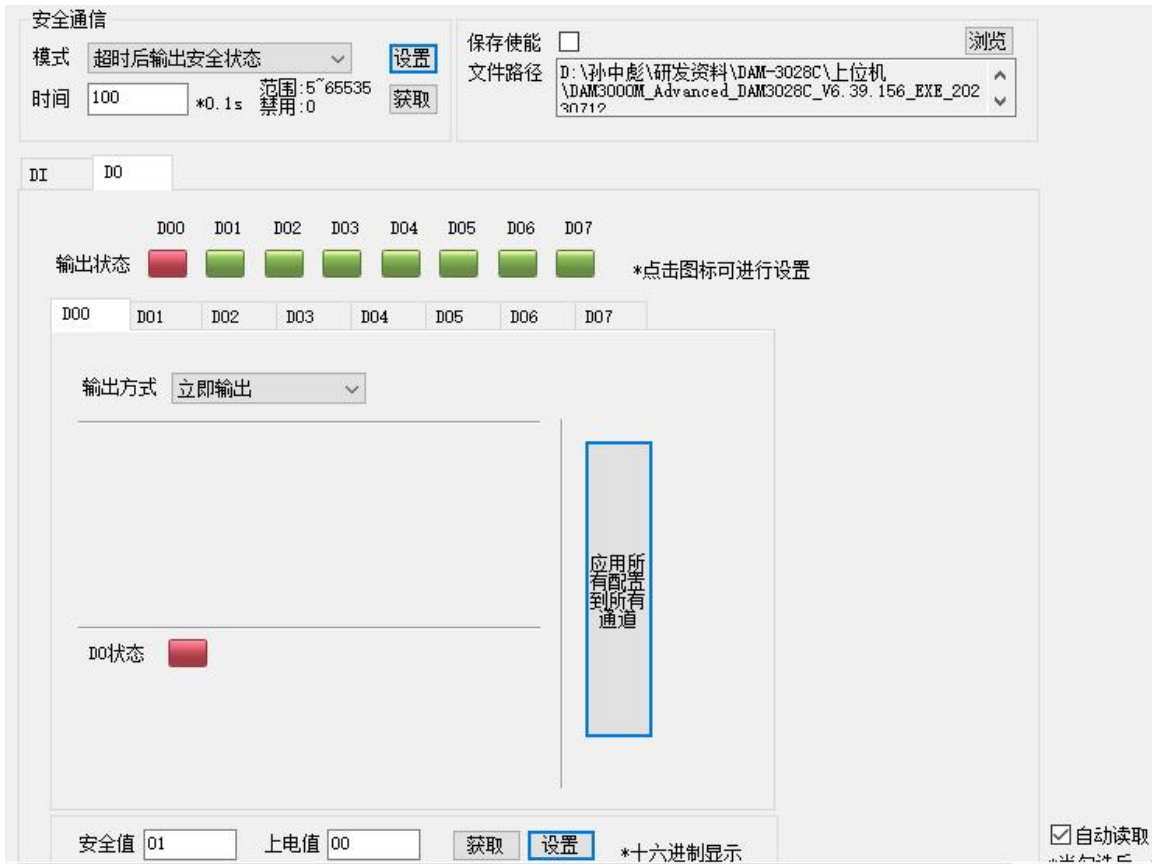 安全通信
模式 超时后输出安全状态 设置
时间 100 *0.1s 范围:5~65535 禁用:0 获取
保存使能 浏览
文件路径 D:\孙中彪\研发资料\DAM-3028C\上位机
\DAM3000M_Advanced_DAM3028C_V6.39.156_EXE_202
30712
DI DO
DO0 DO1 DO2 DO3 DO4 DO5 DO6 DO7
输出状态 *点击图标可进行设置
DO0 DO1 DO2 DO3 DO4 DO5 DO6 DO7
输出方式 立即输出
应用所
有配置
到所有
通道
DO状态
安全值 01 上电值 00 获取 设置 *十六进制显示
自动读取